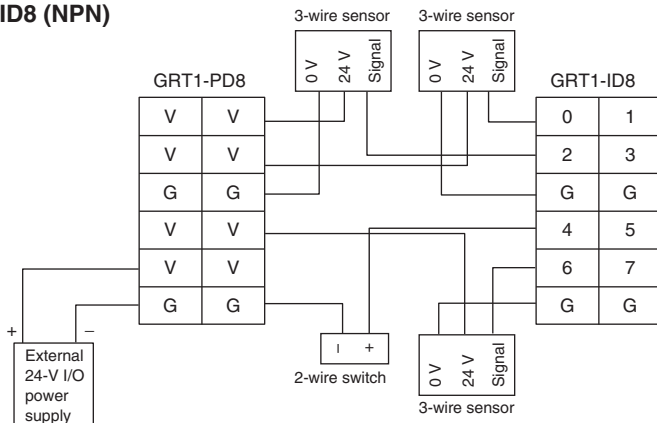 ID8 (NPN)
3-wire sensor 3-wire sensor
0 V 24 V Signal 0 V 24 V Signal
GRT1-PD8 GRT1-ID8
V V 0 1
V V 2 3
G G G G
V V 4 5
V V 6 7
G G G G
+ –
External
24-V I/O
power
supply
– +
2-wire switch
0 V 24 V Signal
3-wire sensor